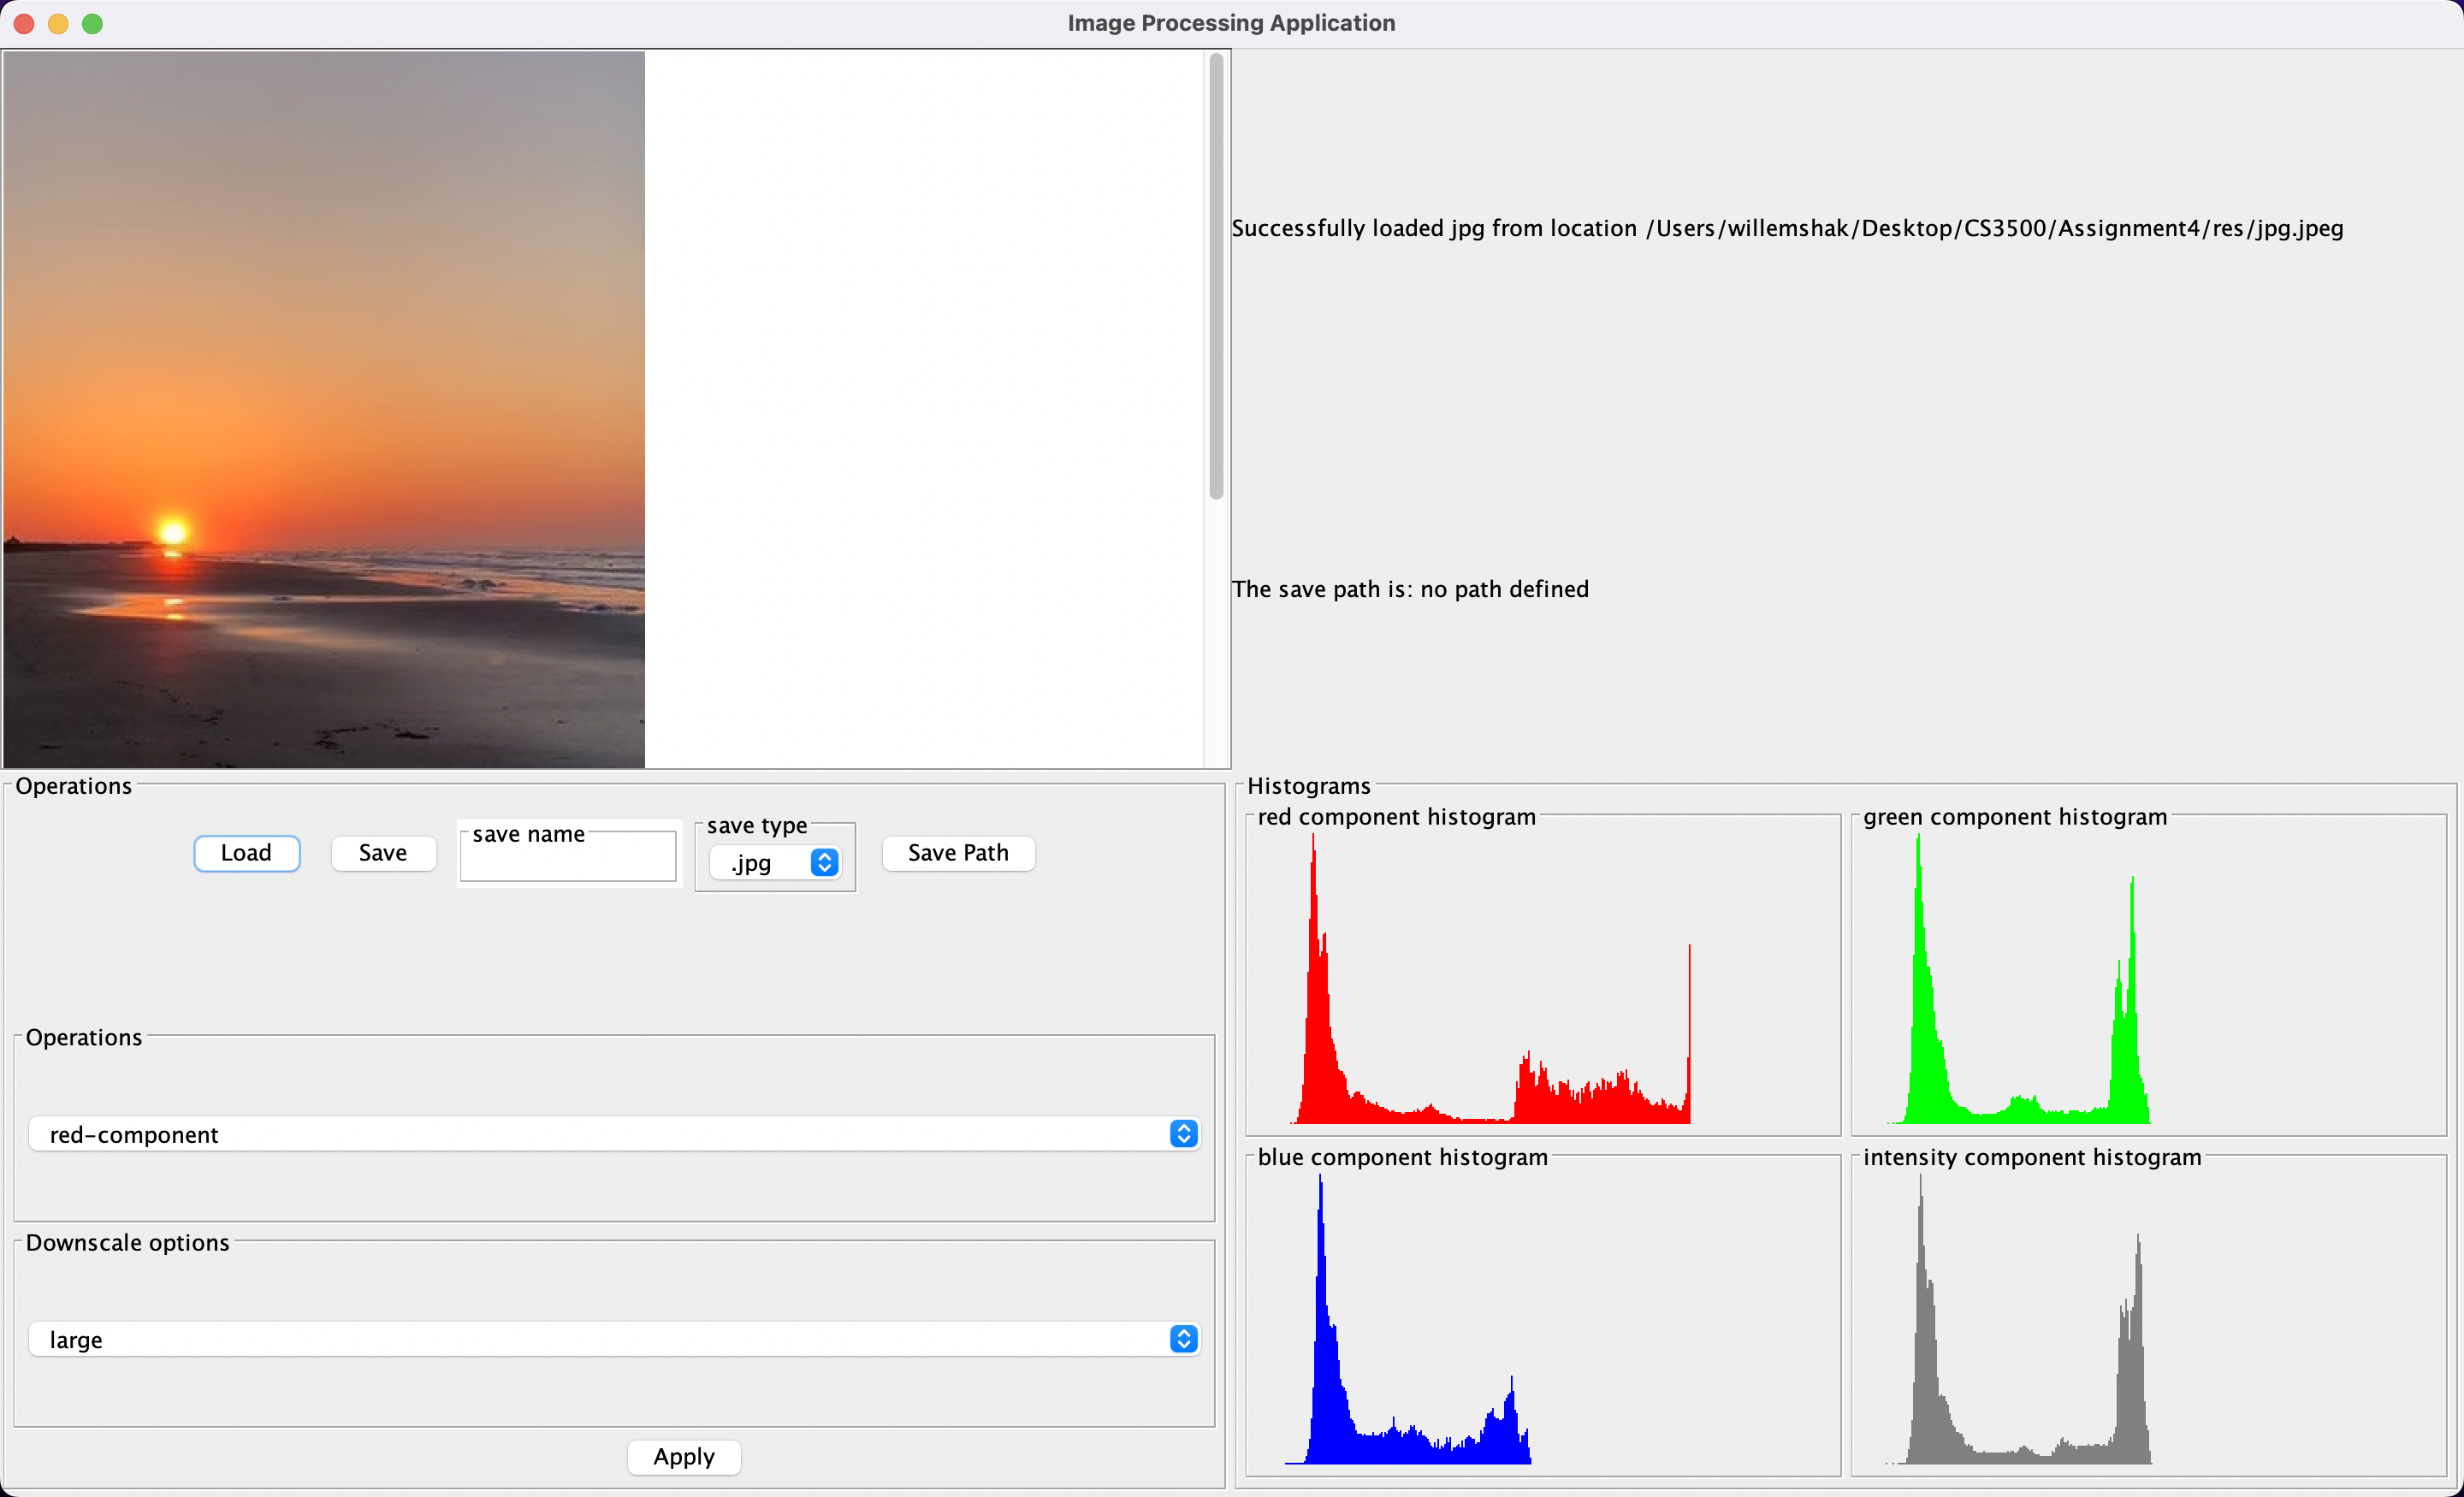 Image Processing Application
Successfully loaded jpg from location /Users/willemshak/Desktop/CS3500/Assignment4/res/jpg.jpeg
The save path is: no path defined
Operations
Load
Save
save name
save type
.jpg
Save Path
Operations
red-component
Downscale options
large
Apply
Histograms
red component histogram
green component histogram
blue component histogram
intensity component histogram